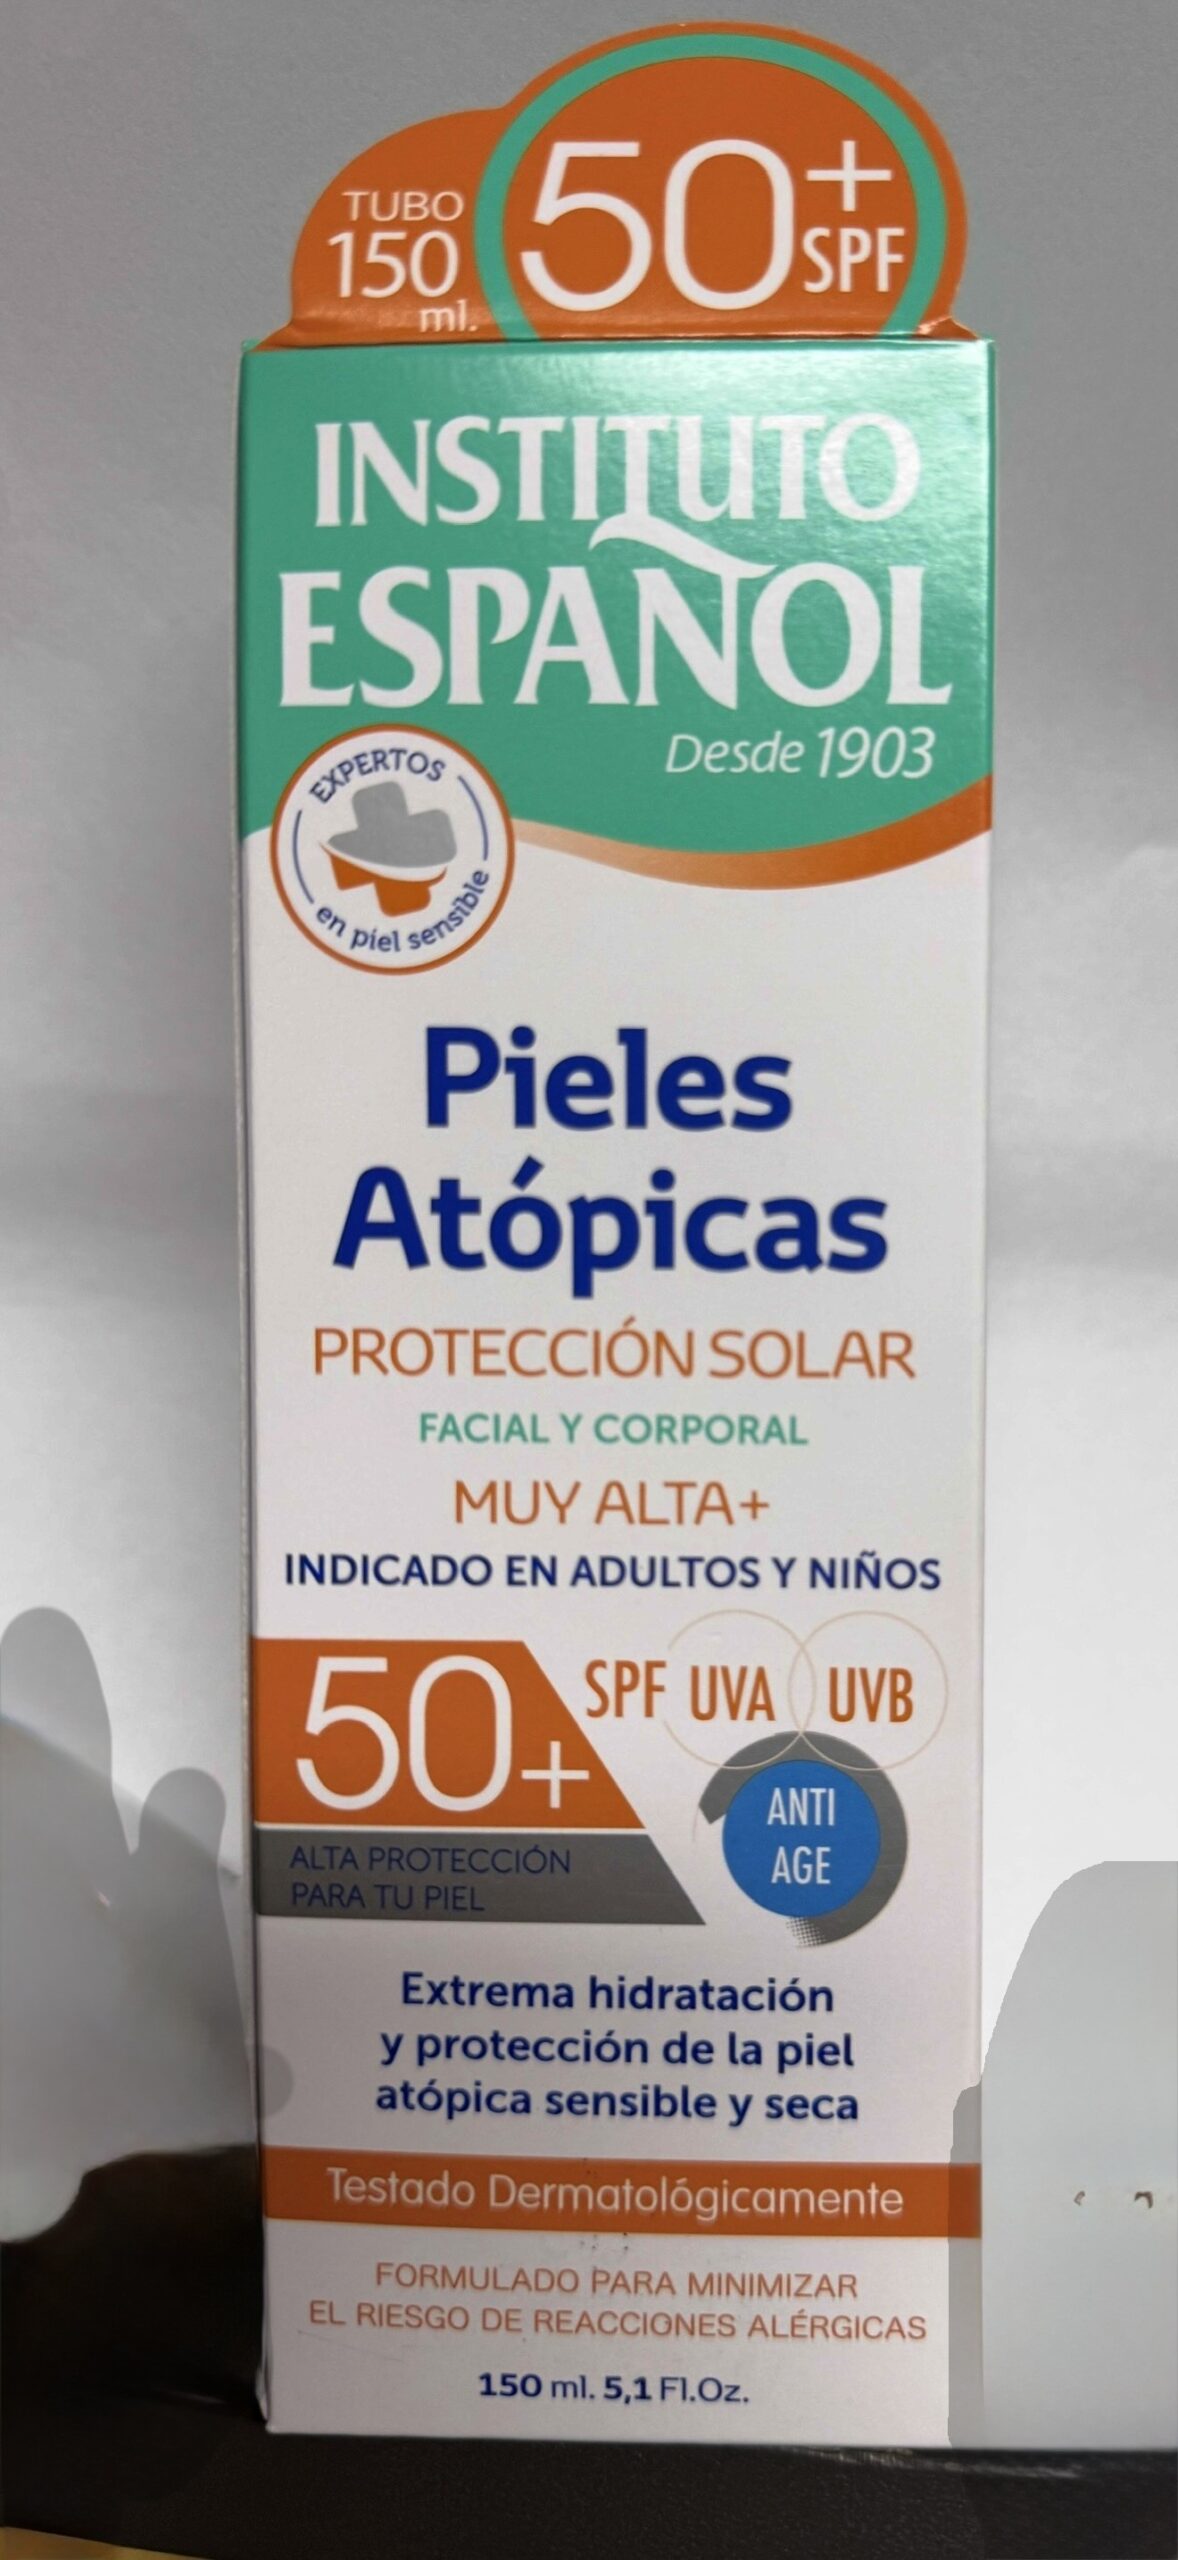 TUBO
150
ml.
50+
SPF
INSTITUTO
ESPAÑOL
Desde 1903
EXPERTOS
en piel sensible
Pieles
Atópicas
PROTECCIÓN SOLAR
FACIAL Y CORPORAL
MUY ALTA+
INDICADO EN ADULTOS Y NIÑOS
50+
SPF UVA UVB
ANTI
AGE
ALTA PROTECCIÓN
PARA TU PIEL
Extrema hidratación
y protección de la piel
atópica sensible y seca
Testado Dermatológicamente
FORMULADO PARA MINIMIZAR
EL RIESGO DE REACCIONES ALÉRGICAS
150 ml. 5,1 Fl.Oz.